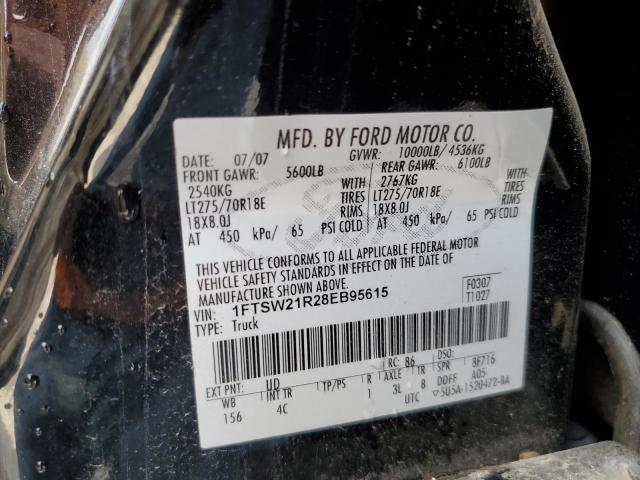 MFD. BY FORD MOTOR CO.
DATE: 07/07 GVWR: 10000LB/ 4536KG
FRONT GAWR: 5600LB REAR GAWR: 6100LB
2540KG WITH 2767KG WITH
LT275/70R18E TIRES LT275/70R18E TIRES
18X8.0J RIMS 18X8.0J RIMS
AT 450 kPa/ 65 PSI COLD AT 450 kPa/ 65 PSI COLD
THIS VEHICLE CONFORMS TO ALL APPLICABLE FEDERAL MOTOR
VEHICLE SAFETY STANDARDS IN EFFECT ON THE DATE OF
MANUFACTURE SHOWN ABOVE.
VIN: 1FTSW21R28EB95615 F0307
TYPE: Truck T1027
RC: 86 DSO:
EXT PNT: UD
WB INT TR TP/PS R AXLE TR SPR 8F716
156 4C 1 3L B DDFF A05
UTC 5U5A-1520472-BA
Ford